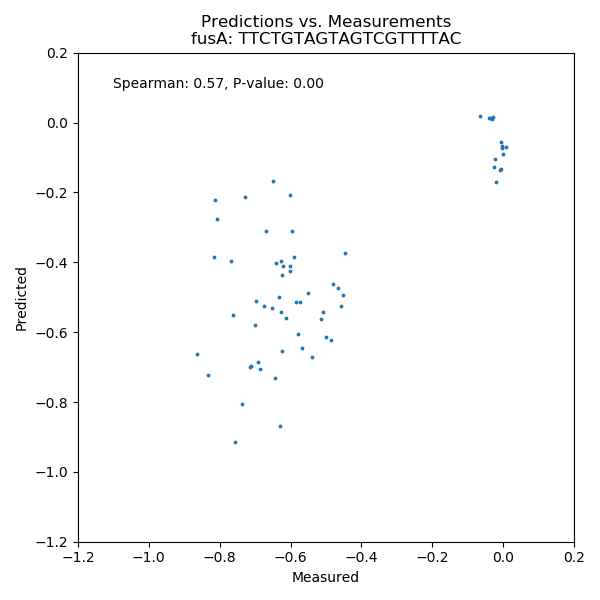 Predictions vs. Measurements
fusA: TTCTGTAGTAGTCGTTTTAC
Spearman: 0.57, P-value: 0.00
0.2
0.0
−0.2
−0.4
−0.6
−0.8
−1.0
−1.2
Predicted
−1.2 −1.0 −0.8 −0.6 −0.4 −0.2 0.0 0.2
Measured